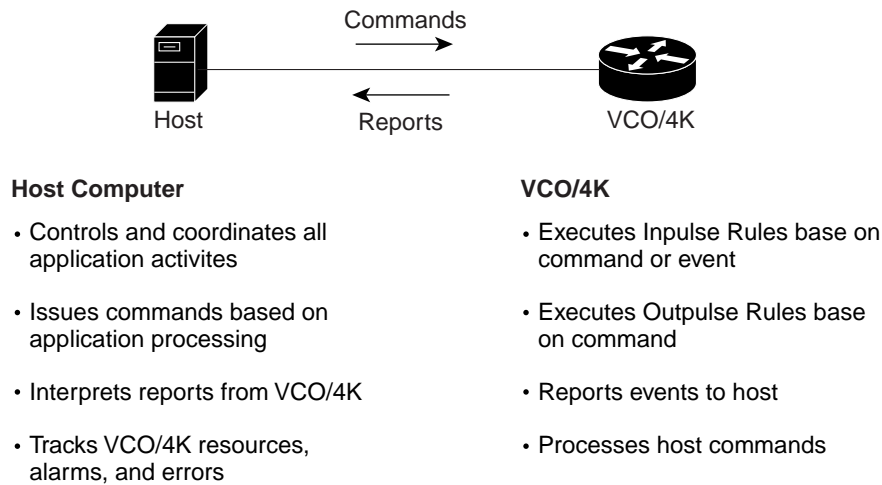 Commands
Host
Reports
VCO/4K
Host Computer
• Controls and coordinates all
application activites
• Issues commands based on
application processing
• Interprets reports from VCO/4K
• Tracks VCO/4K resources,
alarms, and errors
VCO/4K
• Executes Inpulse Rules base on
command or event
• Executes Outpulse Rules base
on command
• Reports events to host
• Processes host commands